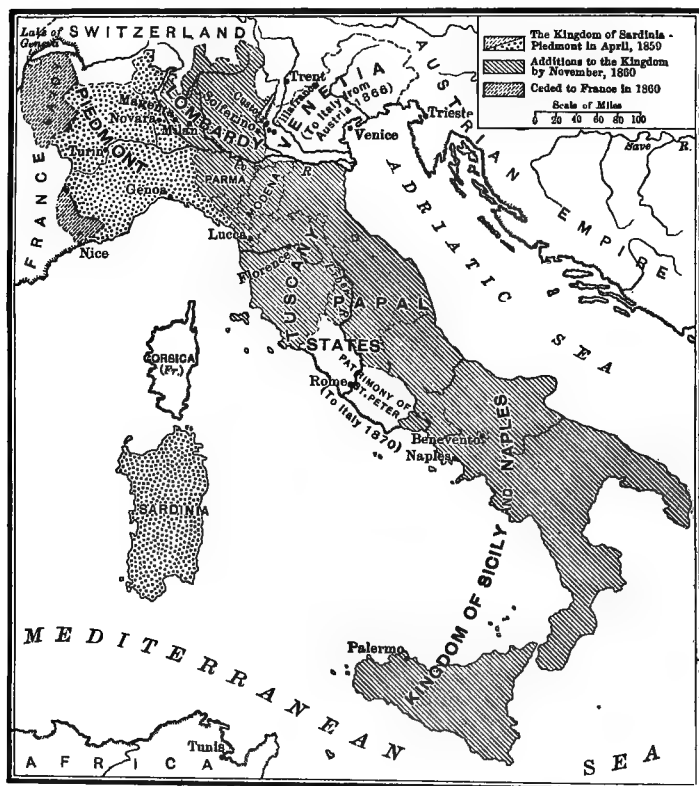 Lake of
Geneva
SWITZERLAND
The Kingdom of Sardinia -
Piedmont in April, 1859
Additions to the Kingdom
by November, 1860
Ceded to France in 1860
Scale of Miles
0 20 40 60 80 100
AUSTRIAN EMPIRE
Trent
VENETIA
(To Italy from
Austria 1866)
Villafranca
Custozza
Solferino
LOMBARDY
Magenta
Novara
Milan
PIEDMONT
Turin
Trieste
Venice
Save R.
FRANCE
Genoa
PARMA
MODENA
R
Nice
Lucca
Florence
TUSCANY
Tiber
R
PAPAL
STATES
ADRIATIC SEA
CORSICA
(Fr.)
Rome
PATRIMONY OF
ST. PETER
(To Italy 1870)
Benevento
Naples
INC. NAPLES
SARDINIA
KINGDOM OF SICILY
Palermo
MEDITERRANEAN SEA
Tunis
AFRICA